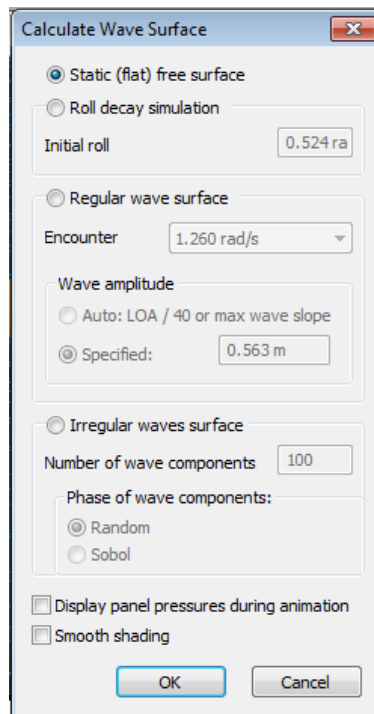 Calculate Wave Surface
Static (flat) free surface
Roll decay simulation
Initial roll 0.524 ra
Regular wave surface
Encounter 1.260 rad/s
Wave amplitude
Auto: LOA / 40 or max wave slope
Specified: 0.563 m
Irregular waves surface
Number of wave components 100
Phase of wave components:
Random
Sobol
Display panel pressures during animation
Smooth shading
OK Cancel